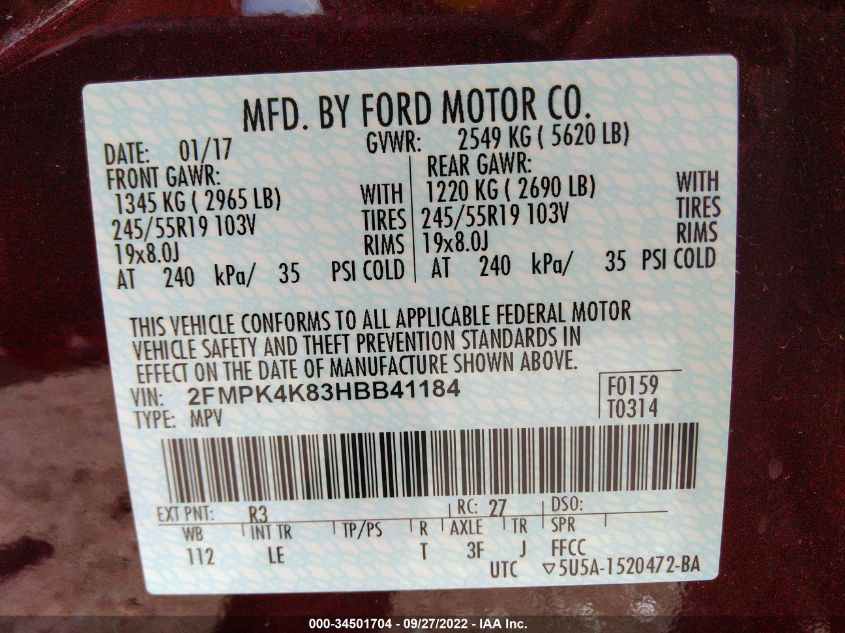 MFD. BY FORD MOTOR CO.
DATE: 01/17 GVWR: 2549 KG ( 5620 LB)
FRONT GAWR: REAR GAWR:
1345 KG ( 2965 LB) WITH 1220 KG ( 2690 LB) WITH
245/55R19 103V TIRES 245/55R19 103V TIRES
19x8.0J RIMS 19x8.0J RIMS
AT 240 kPa/ 35 PSI COLD AT 240 kPa/ 35 PSI COLD
THIS VEHICLE CONFORMS TO ALL APPLICABLE FEDERAL MOTOR
VEHICLE SAFETY AND THEFT PREVENTION STANDARDS IN
EFFECT ON THE DATE OF MANUFACTURE SHOWN ABOVE.
VIN: 2FMPK4K83HBB41184 F0159
TYPE: MPV T0314
EXT PNT: R3 RC: 27 DSO:
WB INT TR TP/PS R AXLE TR SPR
112 LE T 3F J FFCC
UTC ▽5U5A-1520472-BA
000-34501704 - 09/27/2022 - IAA Inc.